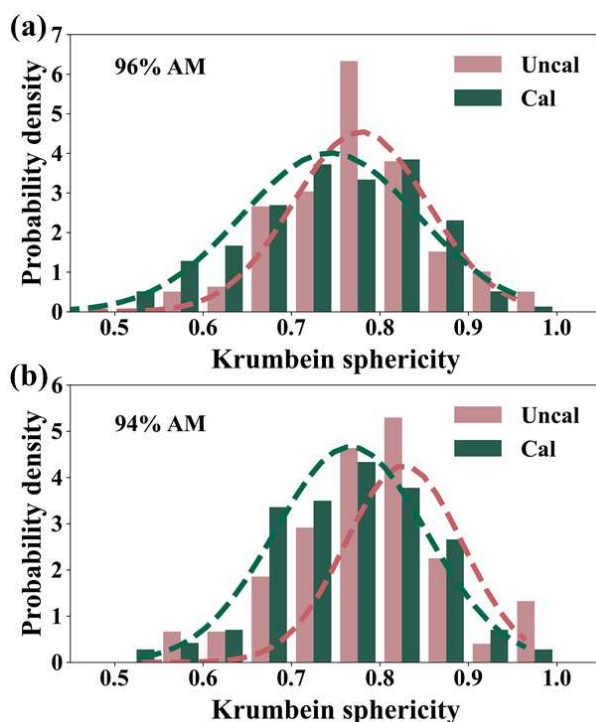 (a)
7
6
5
4
3
2
1
0
Probability density
96% AM
Uncal
Cal
0.5 0.6 0.7 0.8 0.9 1.0
Krumbein sphericity
(b)
6
5
4
3
2
1
0
Probability density
94% AM
Uncal
Cal
0.5 0.6 0.7 0.8 0.9 1.0
Krumbein sphericity